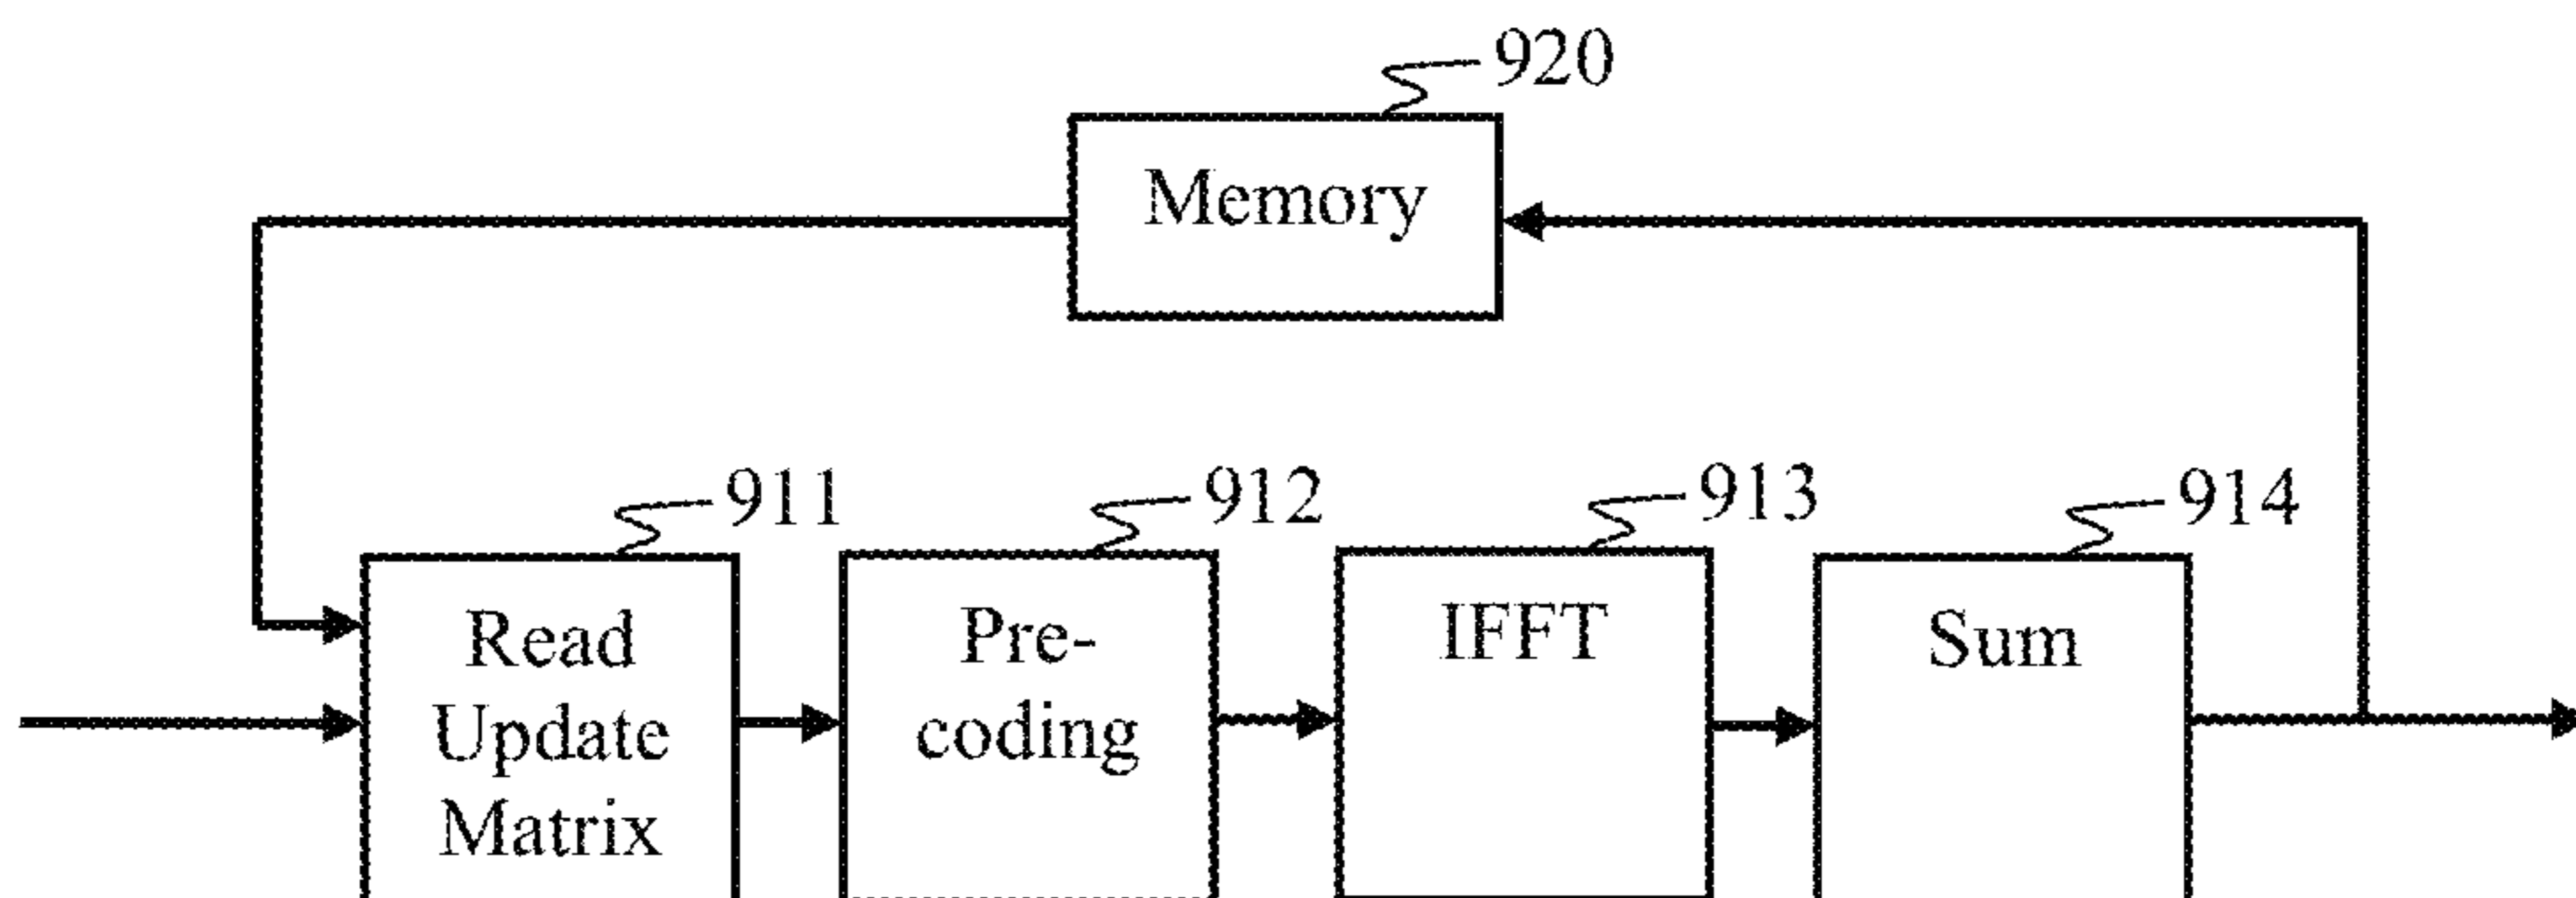 920
Memory
911
912
913
914
Read
Update
Matrix
Pre-
coding
IFFT
Sum